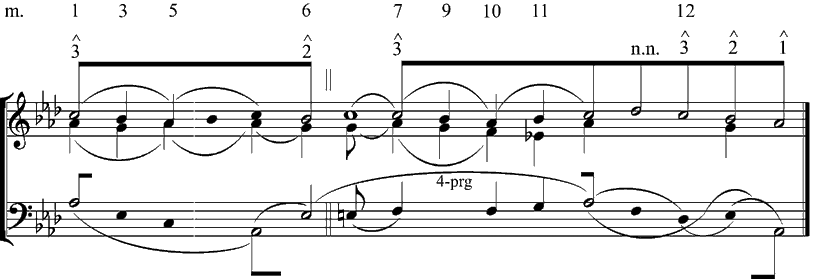 m. 1 3 5 6 7 9 10 11 12
^ ^ ^ n.n. ^ ^ ^
3 2 3 3 2 1
4-prg